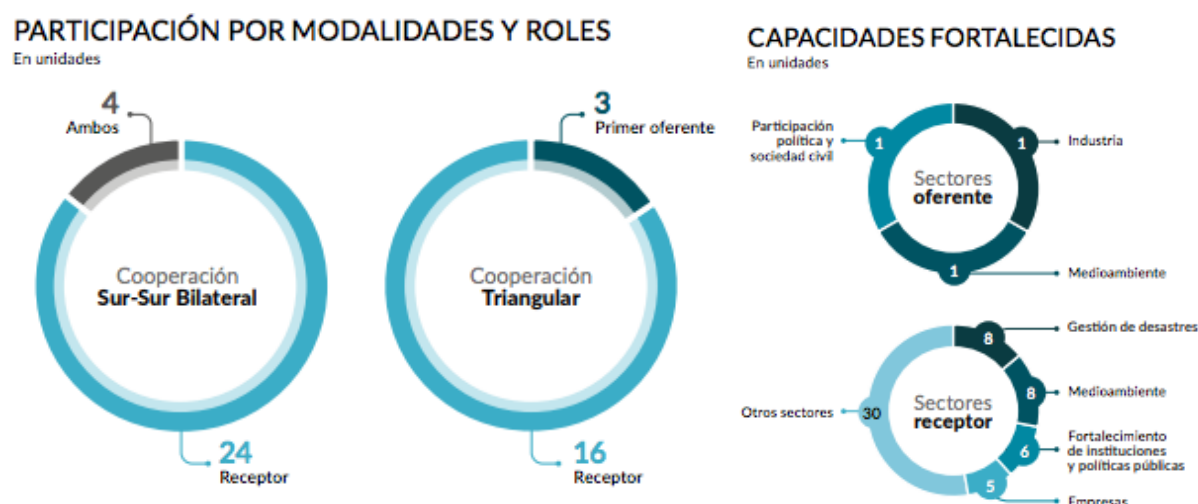 PARTICIPACIÓN POR MODALIDADES Y ROLES
En unidades
4
Ambos
Cooperación
Sur-Sur Bilateral
24
Receptor
3
Primer oferente
Cooperación
Triangular
16
Receptor
CAPACIDADES FORTALECIDAS
En unidades
Participación
política y
sociedad civil
1
1
Industria
Sectores
oferente
1
Medioambiente
8
Gestión de desastres
8
Medioambiente
Otros sectores
30
Sectores
receptor
6
Fortalecimiento
de instituciones
y políticas públicas
5
Empresas